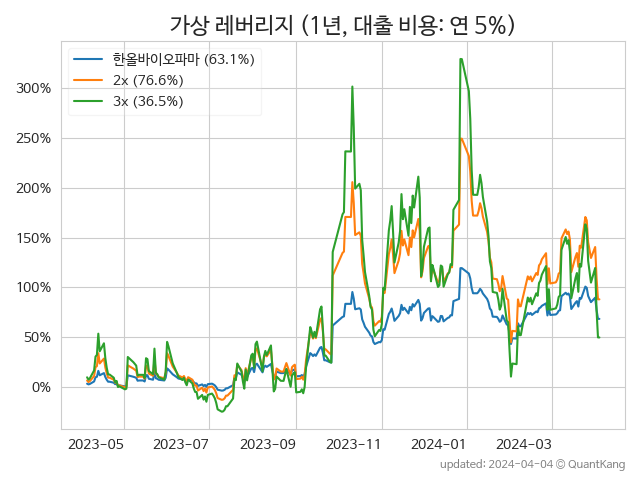 가상 레버리지 (1년, 대출 비용: 연 5%)
한올바이오파마 (63.1%)
2x (76.6%)
3x (36.5%)
300%
250%
200%
150%
100%
50%
0%
2023-05 2023-07 2023-09 2023-11 2024-01 2024-03
updated: 2024-04-04 © QuantKang